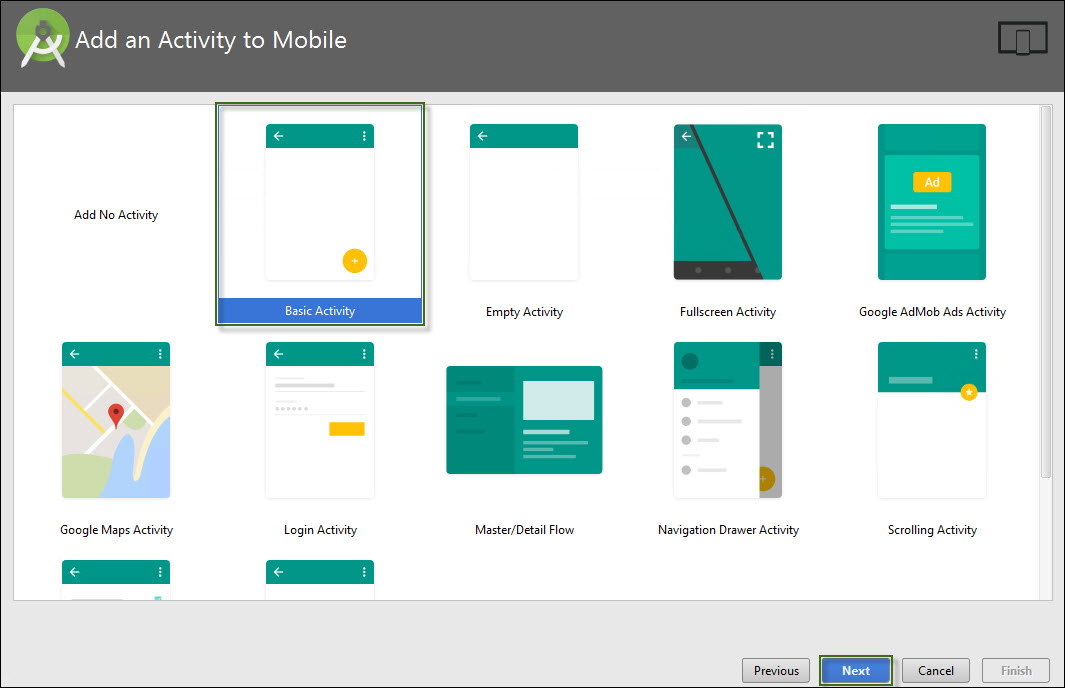 Add an Activity to Mobile
Add No Activity
Basic Activity
Empty Activity
Fullscreen Activity
Ad
Google AdMob Ads Activity
Google Maps Activity
Login Activity
Master/Detail Flow
Navigation Drawer Activity
Scrolling Activity
Previous
Next
Cancel
Finish